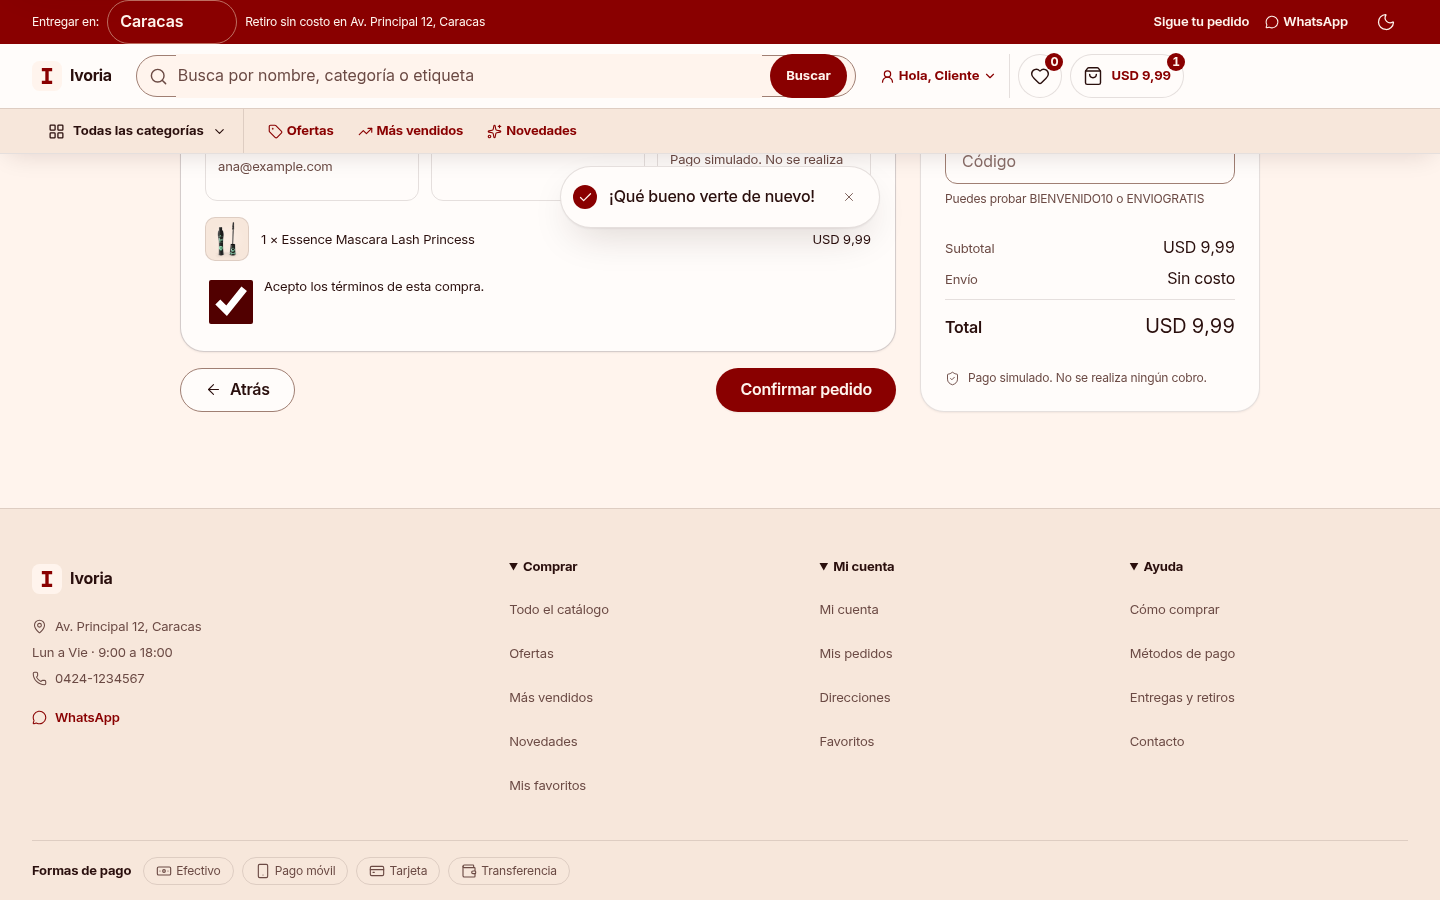 Entregar en:
Caracas
Retiro sin costo en Av. Principal 12, Caracas
Sigue tu pedido
WhatsApp
Ivoria
Busca por nombre, categoría o etiqueta
Buscar
Hola, Cliente
0
USD 9,99
1
Todas las categorías
Ofertas
Más vendidos
Novedades
ana@example.com
Pago simulado. No se realiza
¡Qué bueno verte de nuevo!
1 × Essence Mascara Lash Princess
USD 9,99
Acepto los términos de esta compra.
Atrás
Confirmar pedido
Código
Puedes probar BIENVENIDO10 o ENVIOGRATIS
Subtotal
USD 9,99
Envío
Sin costo
Total
USD 9,99
Pago simulado. No se realiza ningún cobro.
Ivoria
Av. Principal 12, Caracas
Lun a Vie · 9:00 a 18:00
0424-1234567
WhatsApp
Comprar
Todo el catálogo
Ofertas
Más vendidos
Novedades
Mis favoritos
Mi cuenta
Mi cuenta
Mis pedidos
Direcciones
Favoritos
Ayuda
Cómo comprar
Métodos de pago
Entregas y retiros
Contacto
Formas de pago
Efectivo
Pago móvil
Tarjeta
Transferencia